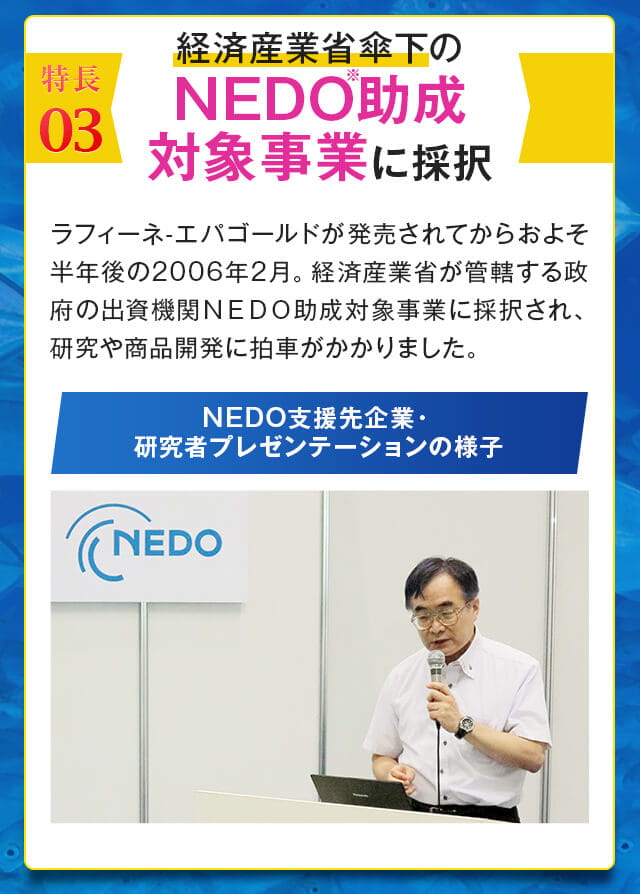 経済産業省傘下の
特長
03
NEDO※助成
対象事業に採択
ラフィーネ-エパゴールドが発売されてからおよそ
半年後の2006年2月。経済産業省が管轄する政
府の出資機関NEDO助成対象事業に採択され、
研究や商品開発に拍車がかかりました。
NEDO支援先企業・
研究者プレゼンテーションの様子
NEDO